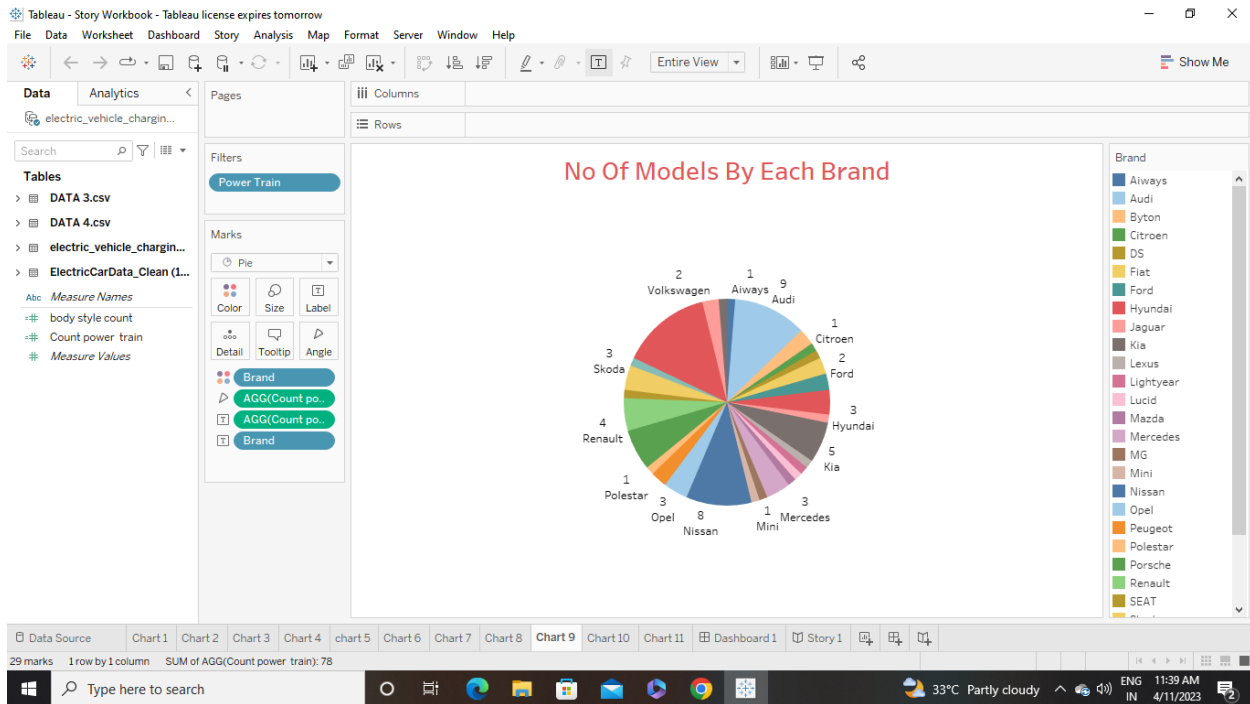 Tableau - Story Workbook - Tableau license expires tomorrow
File Data Worksheet Dashboard Story Analysis Map Format Server Window Help
Entire View
Show Me
Data Analytics
electric_vehicle_chargin...
Search
Tables
DATA 3.csv
DATA 4.csv
electric_vehicle_chargin...
ElectricCarData_Clean (1...
Abc Measure Names
body style count
Count power train
Measure Values
Pages
Filters
Power Train
Marks
Pie
Color Size Label
Detail Tooltip Angle
Brand
AGG(Count po..
AGG(Count po..
Brand
Columns
Rows
No Of Models By Each Brand
2
Volkswagen
1
Aiways
9
Audi
1
Citroen
2
Ford
3
Hyundai
5
Kia
3
Mercedes
1
Mini
8
Nissan
3
Opel
1
Polestar
4
Renault
3
Skoda
Brand
Aiways
Audi
Byton
Citroen
DS
Fiat
Ford
Hyundai
Jaguar
Kia
Lexus
Lightyear
Lucid
Mazda
Mercedes
MG
Mini
Nissan
Opel
Peugeot
Polestar
Porsche
Renault
SEAT
Data Source Chart 1 Chart 2 Chart 3 Chart 4 chart 5 Chart 6 Chart 7 Chart 8 Chart 9 Chart 10 Chart 11 Dashboard 1 Story 1
29 marks 1 row by 1 column SUM of AGG(Count power train): 78
Type here to search
33°C Partly cloudy
ENG
IN
11:39 AM
4/11/2023
2